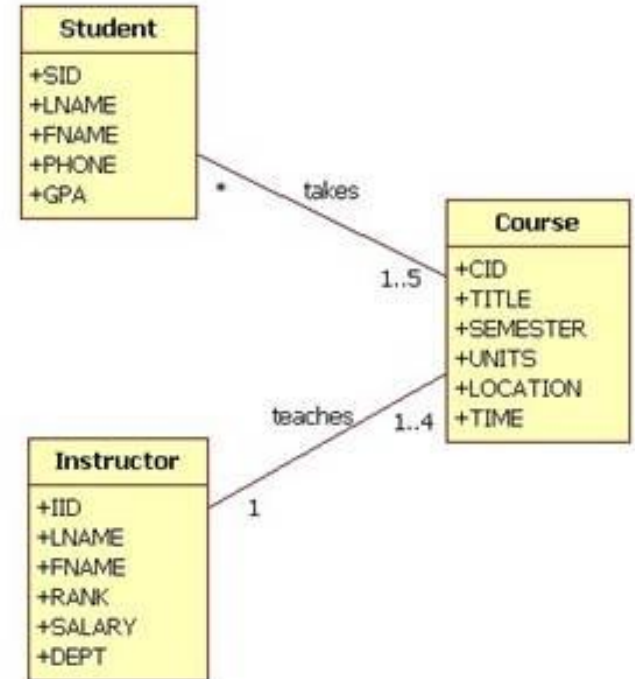 Student
+SID
+LNAME
+FNAME
+PHONE
+GPA
*
takes
1..5
Course
+CID
+TITLE
+SEMESTER
+UNITS
+LOCATION
+TIME
teaches
1..4
1
Instructor
+IID
+LNAME
+FNAME
+RANK
+SALARY
+DEPT